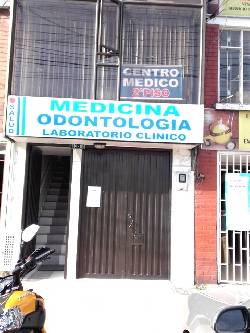 CENTRO
MEDICO
2°PISO
SALUD
MEDICINA
ODONTOLOGIA
LABORATORIO CLINICO